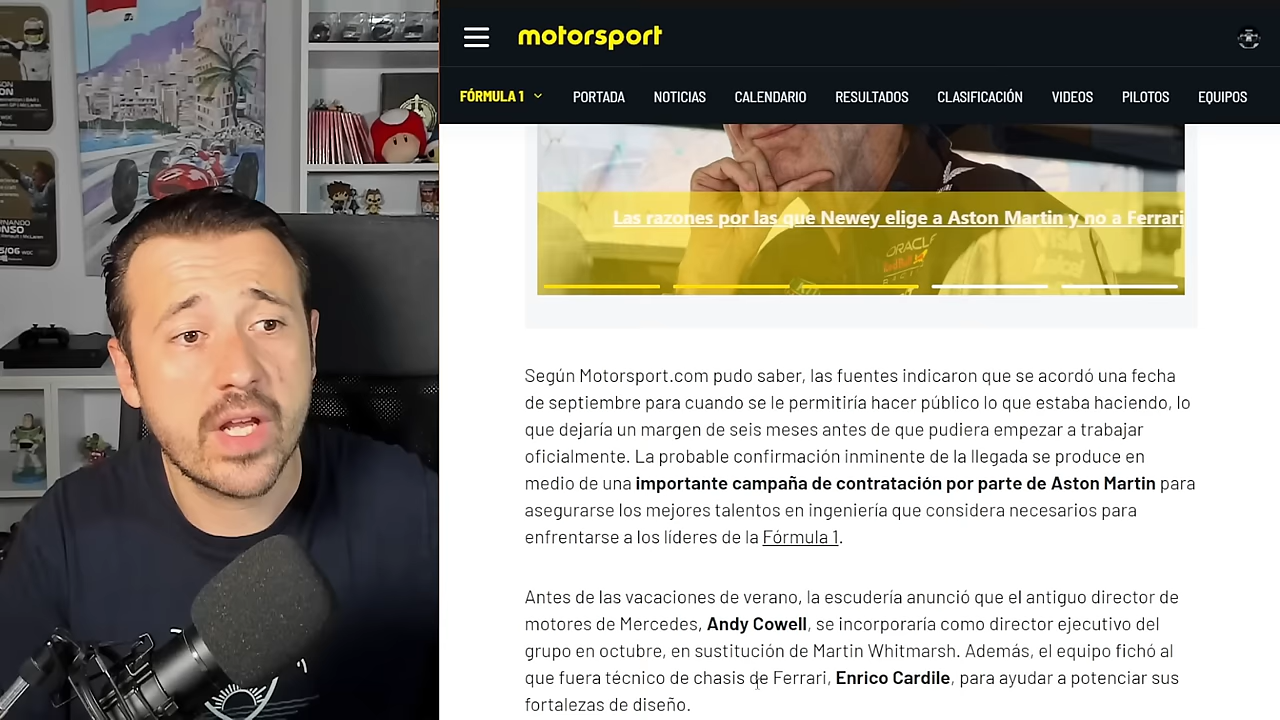 motorsport
FÓRMULA 1 PORTADA NOTICIAS CALENDARIO RESULTADOS CLASIFICACIÓN VIDEOS PILOTOS EQUIPOS
Las razones por las que Newey elige a Aston Martin y no a Ferrari
ORACLE
Red Bull
Según Motorsport.com pudo saber, las fuentes indicaron que se acordó una fecha
de septiembre para cuando se le permitiría hacer público lo que estaba haciendo, lo
que dejaría un margen de seis meses antes de que pudiera empezar a trabajar
oficialmente. La probable confirmación inminente de la llegada se produce en
medio de una importante campaña de contratación por parte de Aston Martin para
asegurarse los mejores talentos en ingeniería que considera necesarios para
enfrentarse a los líderes de la Fórmula 1.
Antes de las vacaciones de verano, la escudería anunció que el antiguo director de
motores de Mercedes, Andy Cowell, se incorporaría como director ejecutivo del
grupo en octubre, en sustitución de Martin Whitmarsh. Además, el equipo fichó al
que fuera técnico de chasis de Ferrari, Enrico Cardile, para ayudar a potenciar sus
fortalezas de diseño.